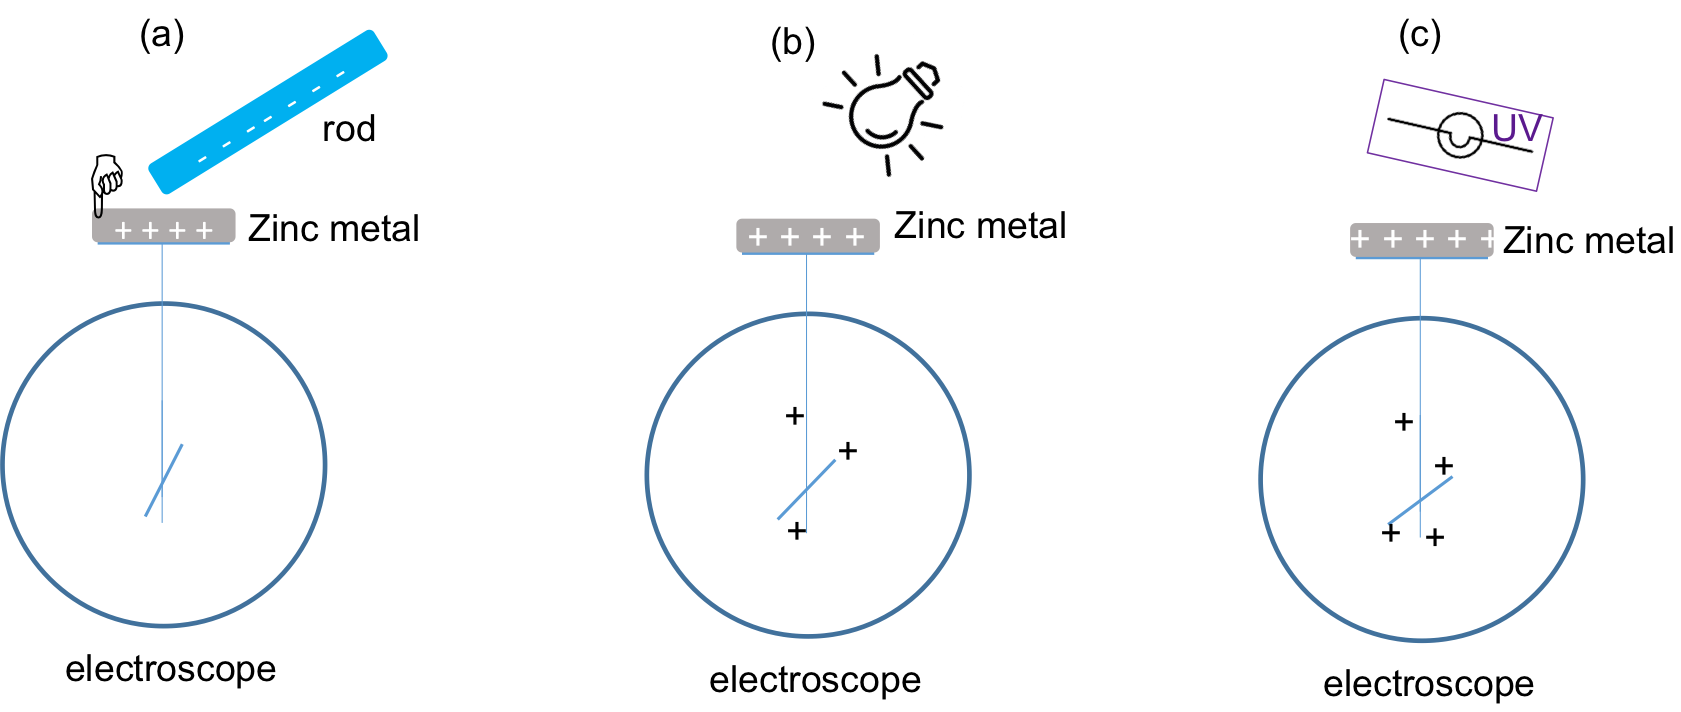 (a)
rod
Zinc metal
electroscope
(b)
Zinc metal
electroscope
(c)
UV
Zinc metal
electroscope